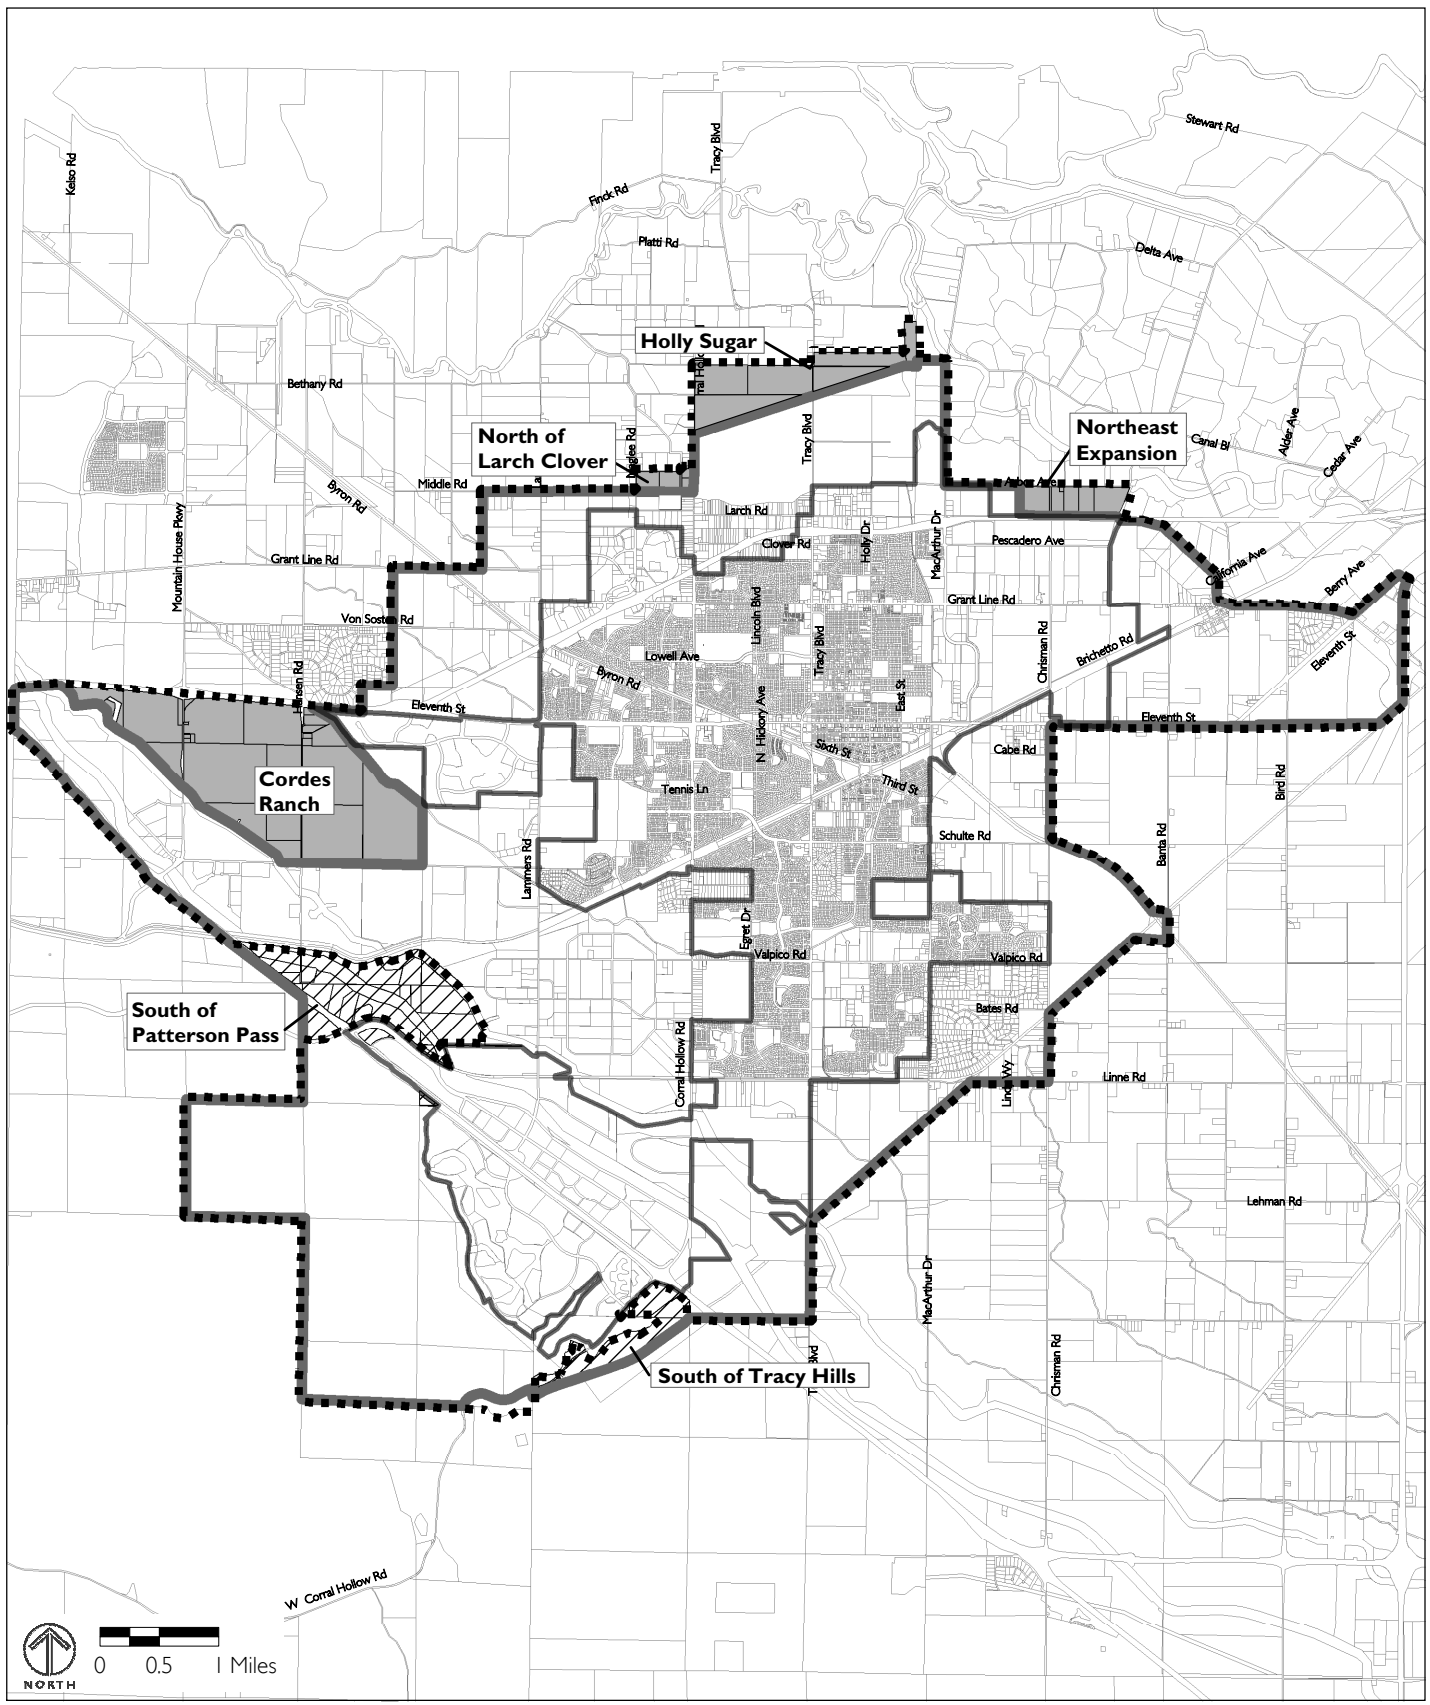 Stewart Rd
Tracy Blvd
Kelso Rd
Finck Rd
Platti Rd
Delta Ave
Holly Sugar
Bethany Rd
Northeast
Expansion
Alder Ave
Canal Bl
Cedar Ave
North of
Larch Clover
Tracy Blvd
Middle Rd
Byron Rd
Mountain House Pkwy
Larch Rd
Clover Rd
Holly Dr
MacArthur Dr
Pescadero Ave
Grant Line Rd
California Ave
Berry Ave
Grant Line Rd
Von Sosten Rd
Lincoln Blvd
Tracy Blvd
Chrisman Rd
Brichetto Rd
Eleventh St
Lowell Ave
Byron Rd
Hansen Rd
Eleventh St
N Hickory Ave
East St
Eleventh St
Sixth St
Cabe Rd
Cordes
Ranch
Tennis Ln
Third St
Bird Rd
Schulte Rd
Banta Rd
Lammers Rd
Egret Dr
Valpico Rd
Valpico Rd
South of
Patterson Pass
Bates Rd
Corral Hollow Rd
Linne Rd
Lehman Rd
MacArthur Dr
Chrisman Rd
South of Tracy Hills
W Corral Hollow Rd
0 0.5 1 Miles
NORTH